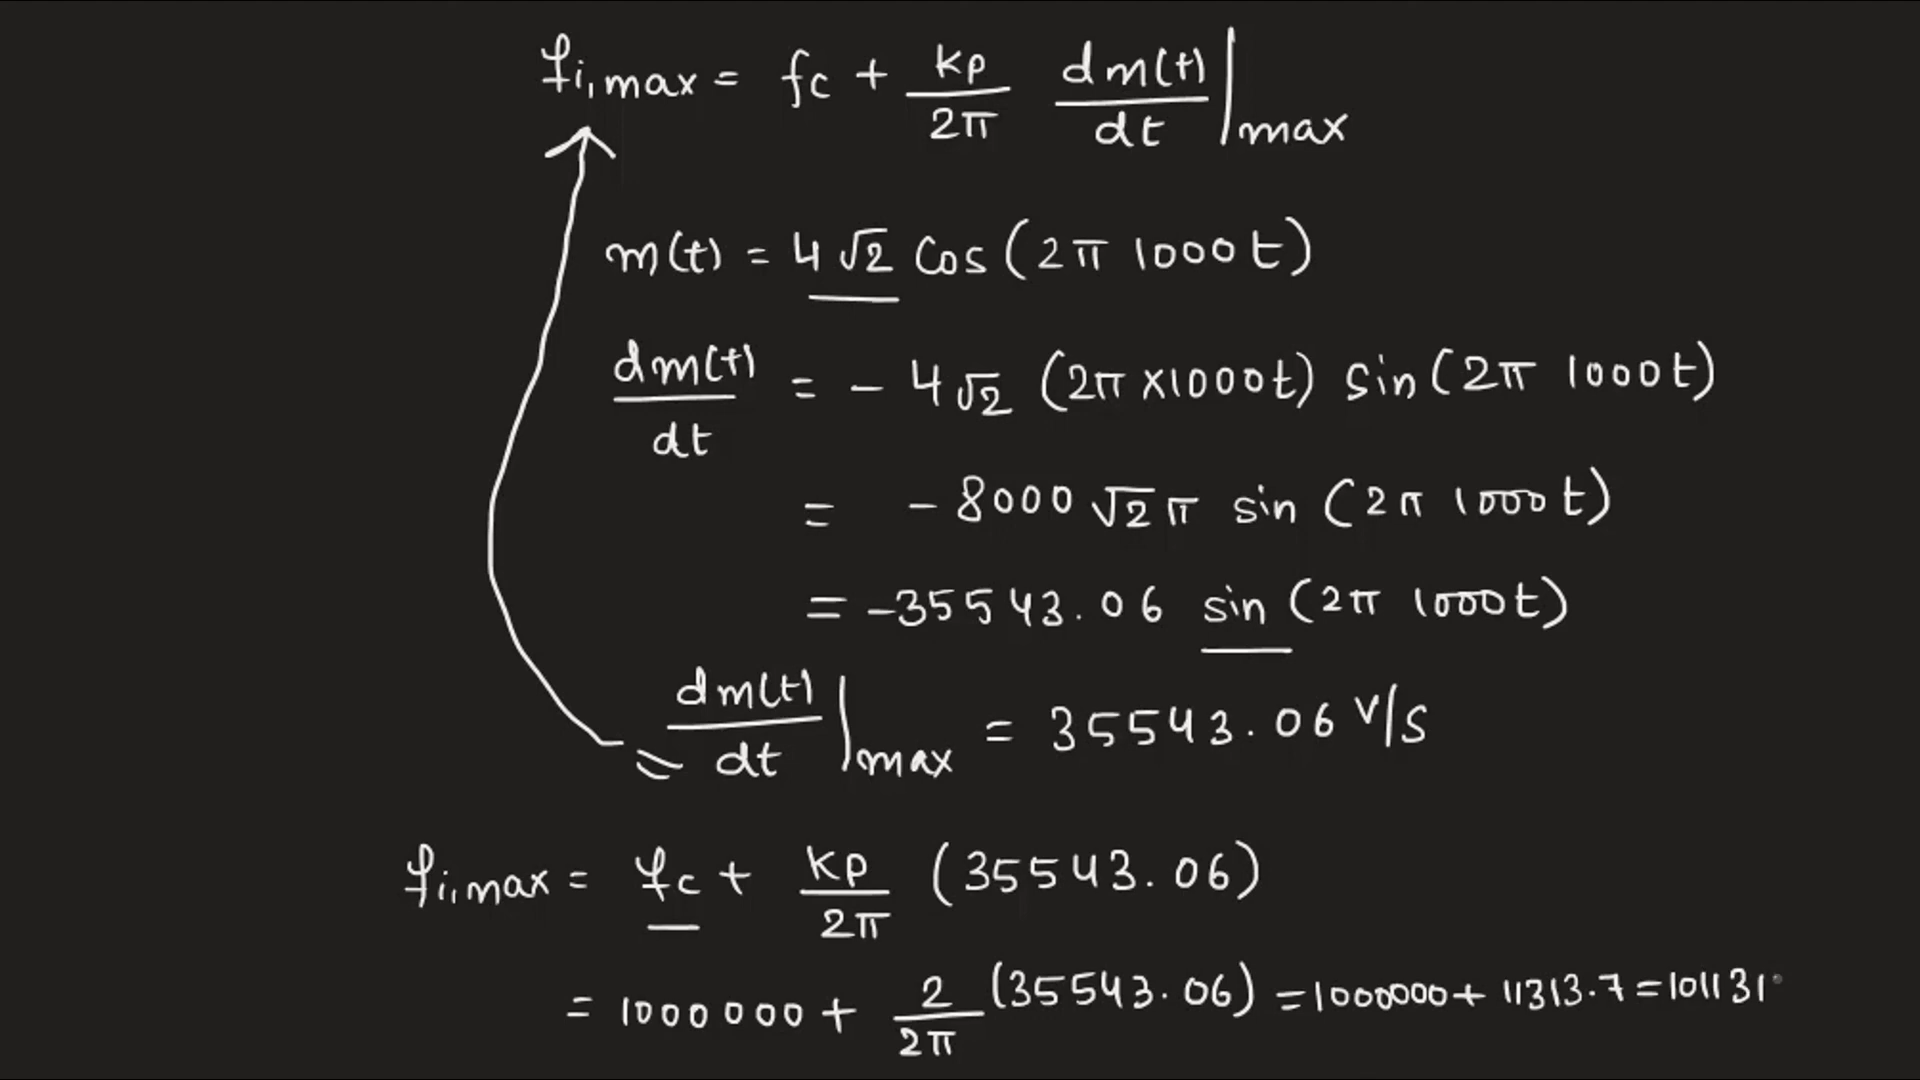 fi,max = fc + kp/2π dm(t)/dt |max
m(t) = 4√2 Cos(2π 1000t)
dm(t)/dt = - 4√2 (2π×1000t) Sin(2π 1000t)
= - 8000√2π sin (2π 1000t)
= -35543.06 sin (2π 1000t)
dm(t)/dt |max = 35543.06 V/S
fi,max = fc + kp/2π (35543.06)
= 1000000 + 2/2π (35543.06) = 1000000 + 11313.7 = 101131